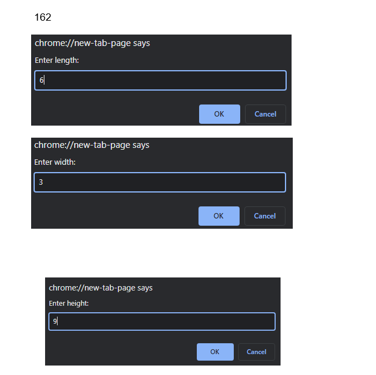 162
chrome://new-tab-page says
Enter length:
6
OK Cancel
chrome://new-tab-page says
Enter width:
3
OK Cancel
chrome://new-tab-page says
Enter height:
9
OK Cancel